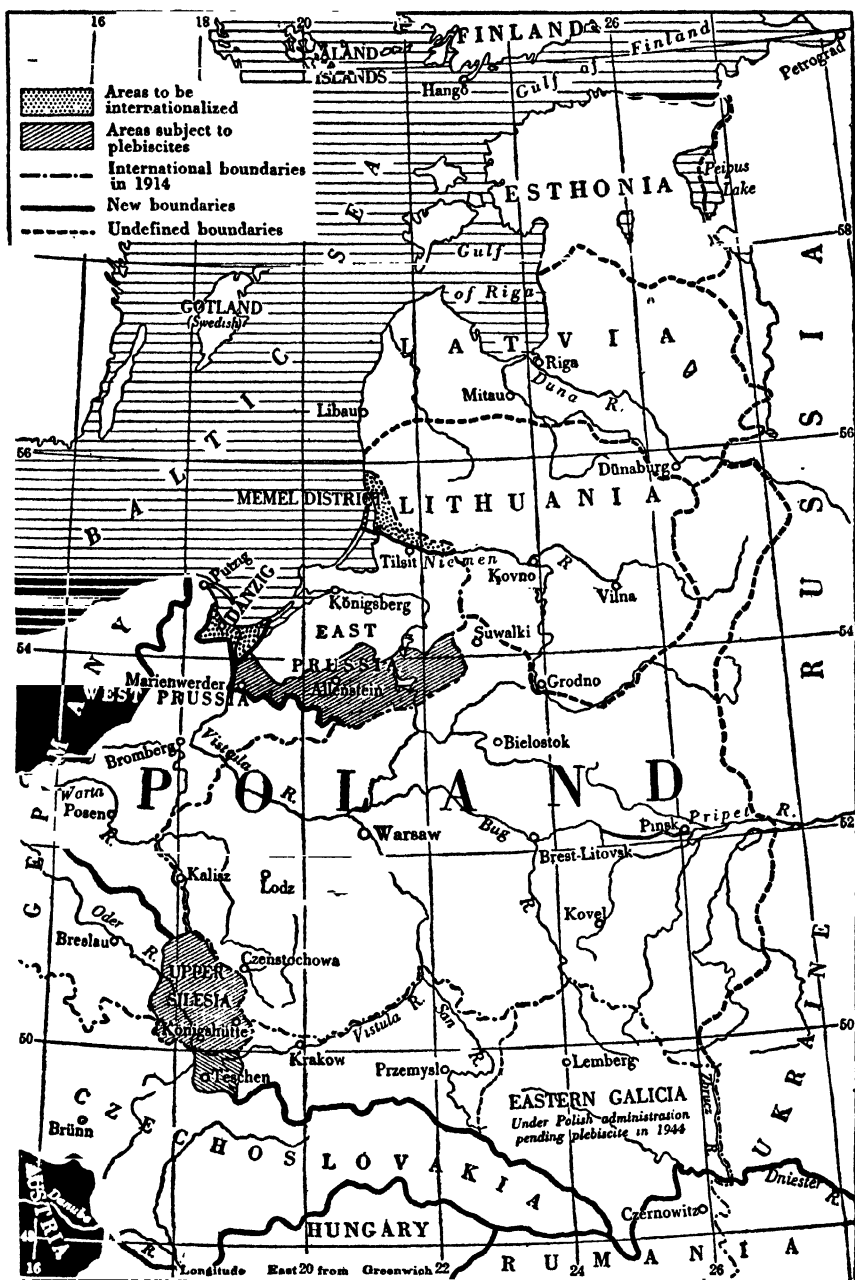 16
18
20
26
FINLAND
Gulf of Finland
ALAND
ISLANDS
Hangö
Petrograd
Areas to be
internationalized
Areas subject to
plebiscites
International boundaries
in 1914
New boundaries
Undefined boundaries
ESTHONIA
Peipus
Lake
58
BALTIC SEA
Gulf
of Riga
GOTLAND
(Swedish)
LATVIA
Riga
Mitau
Duna R.
Libau
56
56
Dünaburg
RUSSIA
MEMEL DISTRICT
LITHUANIA
Tilsit
Niemen R
Kovno
Vilna
Putzig
DANZIG
Königsberg
EAST
PRUSSIA
Suwalki
54
54
Marienwerder
Allenstein
WEST PRUSSIA
Grodno
GERMANY
Bromberg
Vistula R.
Bielostok
POLAND
Warta R.
Posen
Warsaw
Bug R
Pinsk
Pripet R.
52
Brest-Litovsk
Kalisz
Lodz
Kovel
Oder R.
Breslau
Czenstochowa
UPPER
SILESIA
Königshütte
UKRAINE
50
50
Vistula R.
San R
Krakow
Przemysl
Lemberg
Teschen
Zbrucz R
EASTERN GALICIA
Under Polish administration
pending plebiscite in 1944
Brünn
CZECHOSLOVAKIA
AUSTRIA
Danube
R.
Dniester R.
Czernowitz
HUNGARY
RUMANIA
48
16
Longitude East from Greenwich
20
22
24
26